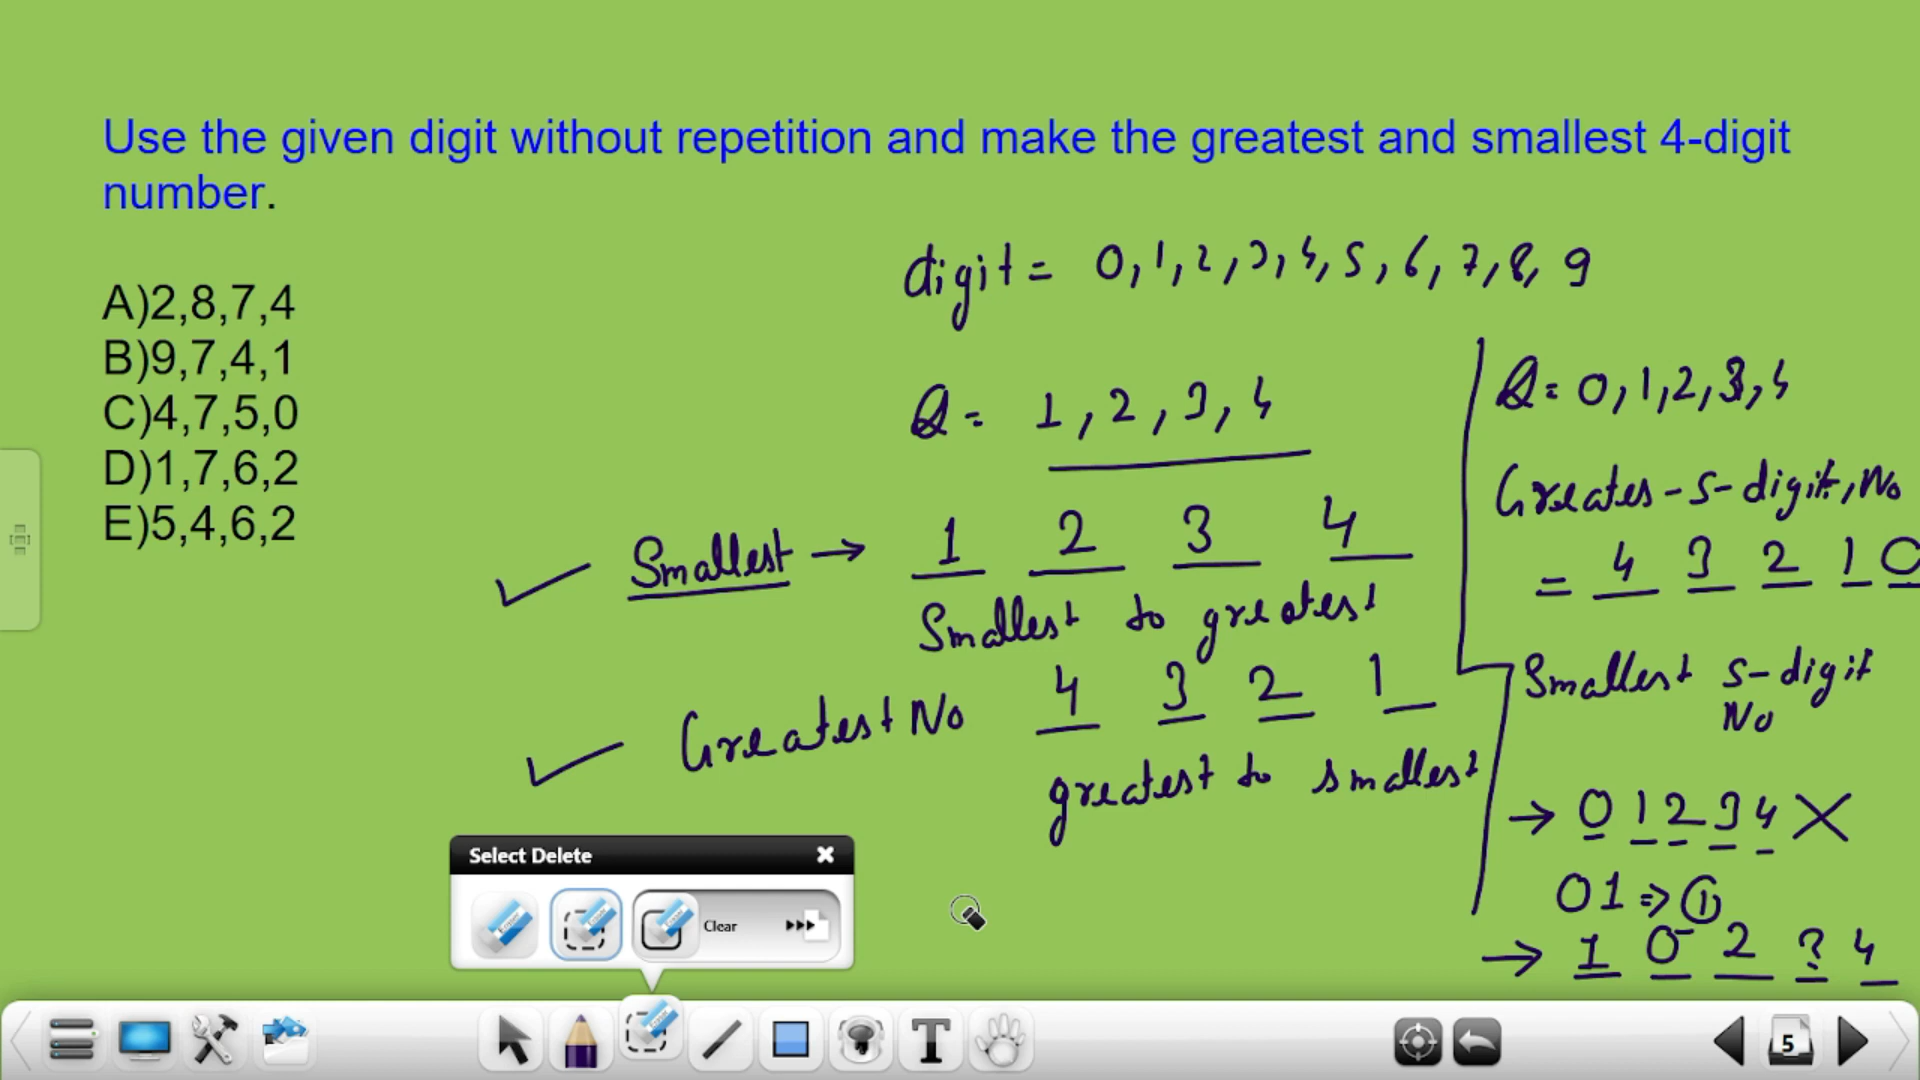 Use the given digit without repetition and make the greatest and smallest 4-digit
number.
A)2,8,7,4
B)9,7,4,1
C)4,7,5,0
D)1,7,6,2
E)5,4,6,2
digit = 0,1,2,3,4,5,6,7,8,9
Q = 1,2,3,4
Smallest → 1 2 3 4
Smallest to greatest
Greatest No 4 3 2 1
greatest to smallest
Q = 0,1,2,3,4
Greates-5-digit, No
= 4 3 2 1 0
Smallest 5-digit
No
→ 0 1 2 3 4 X
01 => 1
→ 1 0 2 3 4
Select Delete
Clear
T
5